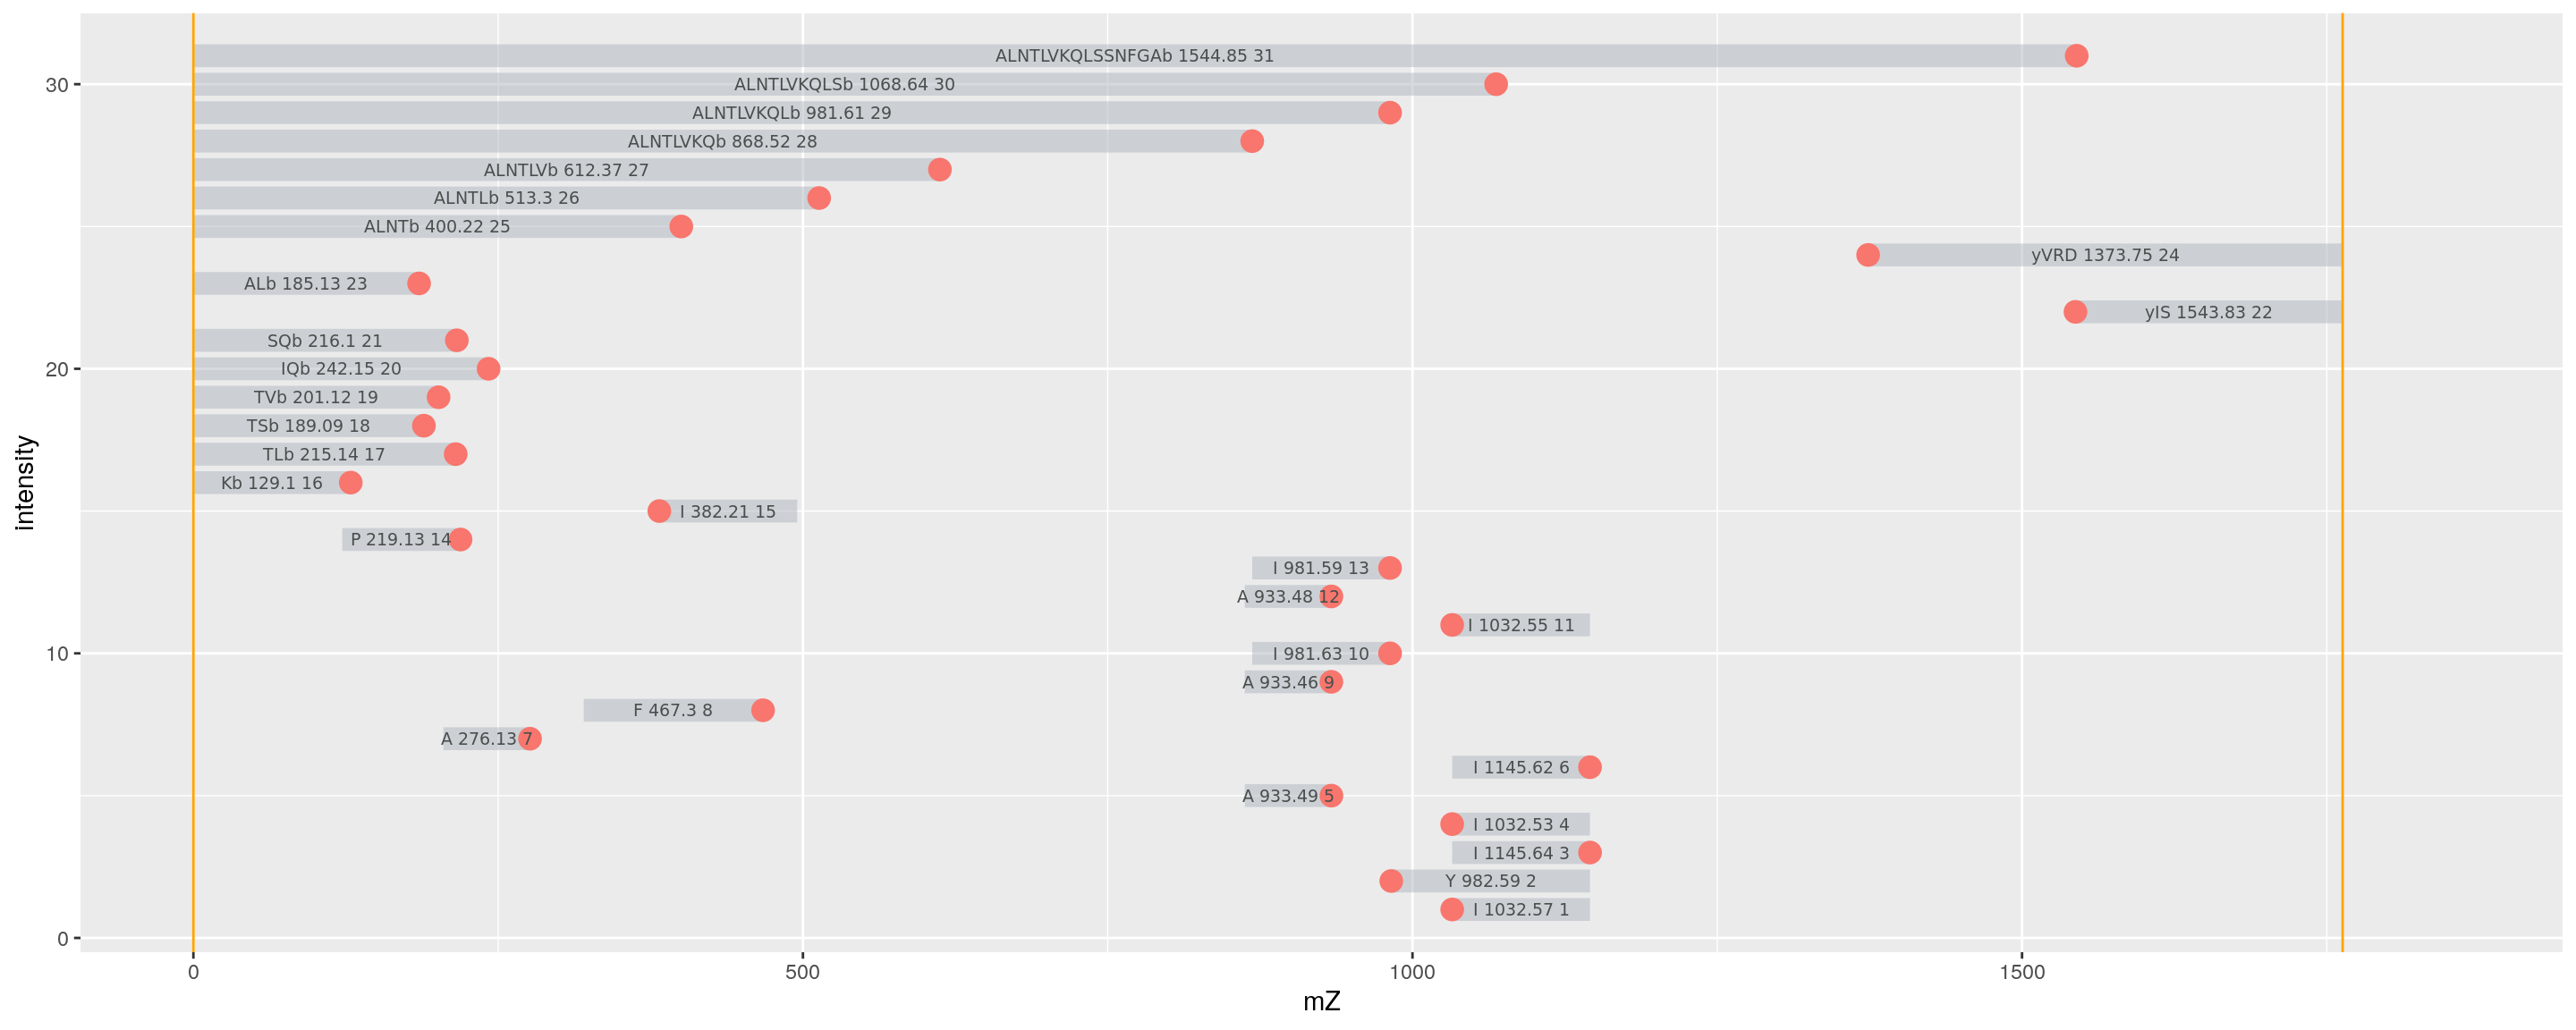 ALNTLVKQLSSNFGAb 1544.85 31
30
ALNTLVKQLSb 1068.64 30
ALNTLVKQLb 981.61 29
ALNTLVKQb 868.52 28
ALNTLVb 612.37 27
ALNTLb 513.3 26
ALNTb 400.22 25
yVRD 1373.75 24
ALb 185.13 23
yIS 1543.83 22
SQb 216.1 21
20
IQb 242.15 20
TVb 201.12 19
TSb 189.09 18
TLb 215.14 17
Kb 129.1 16
I 382.21 15
P 219.13 14
I 981.59 13
A 933.48 12
I 1032.55 11
10
I 981.63 10
A 933.46 9
F 467.3 8
A 276.13 7
I 1145.62 6
A 933.49 5
I 1032.53 4
I 1145.64 3
Y 982.59 2
I 1032.57 1
0
intensity
0 500 1000 1500
mZ